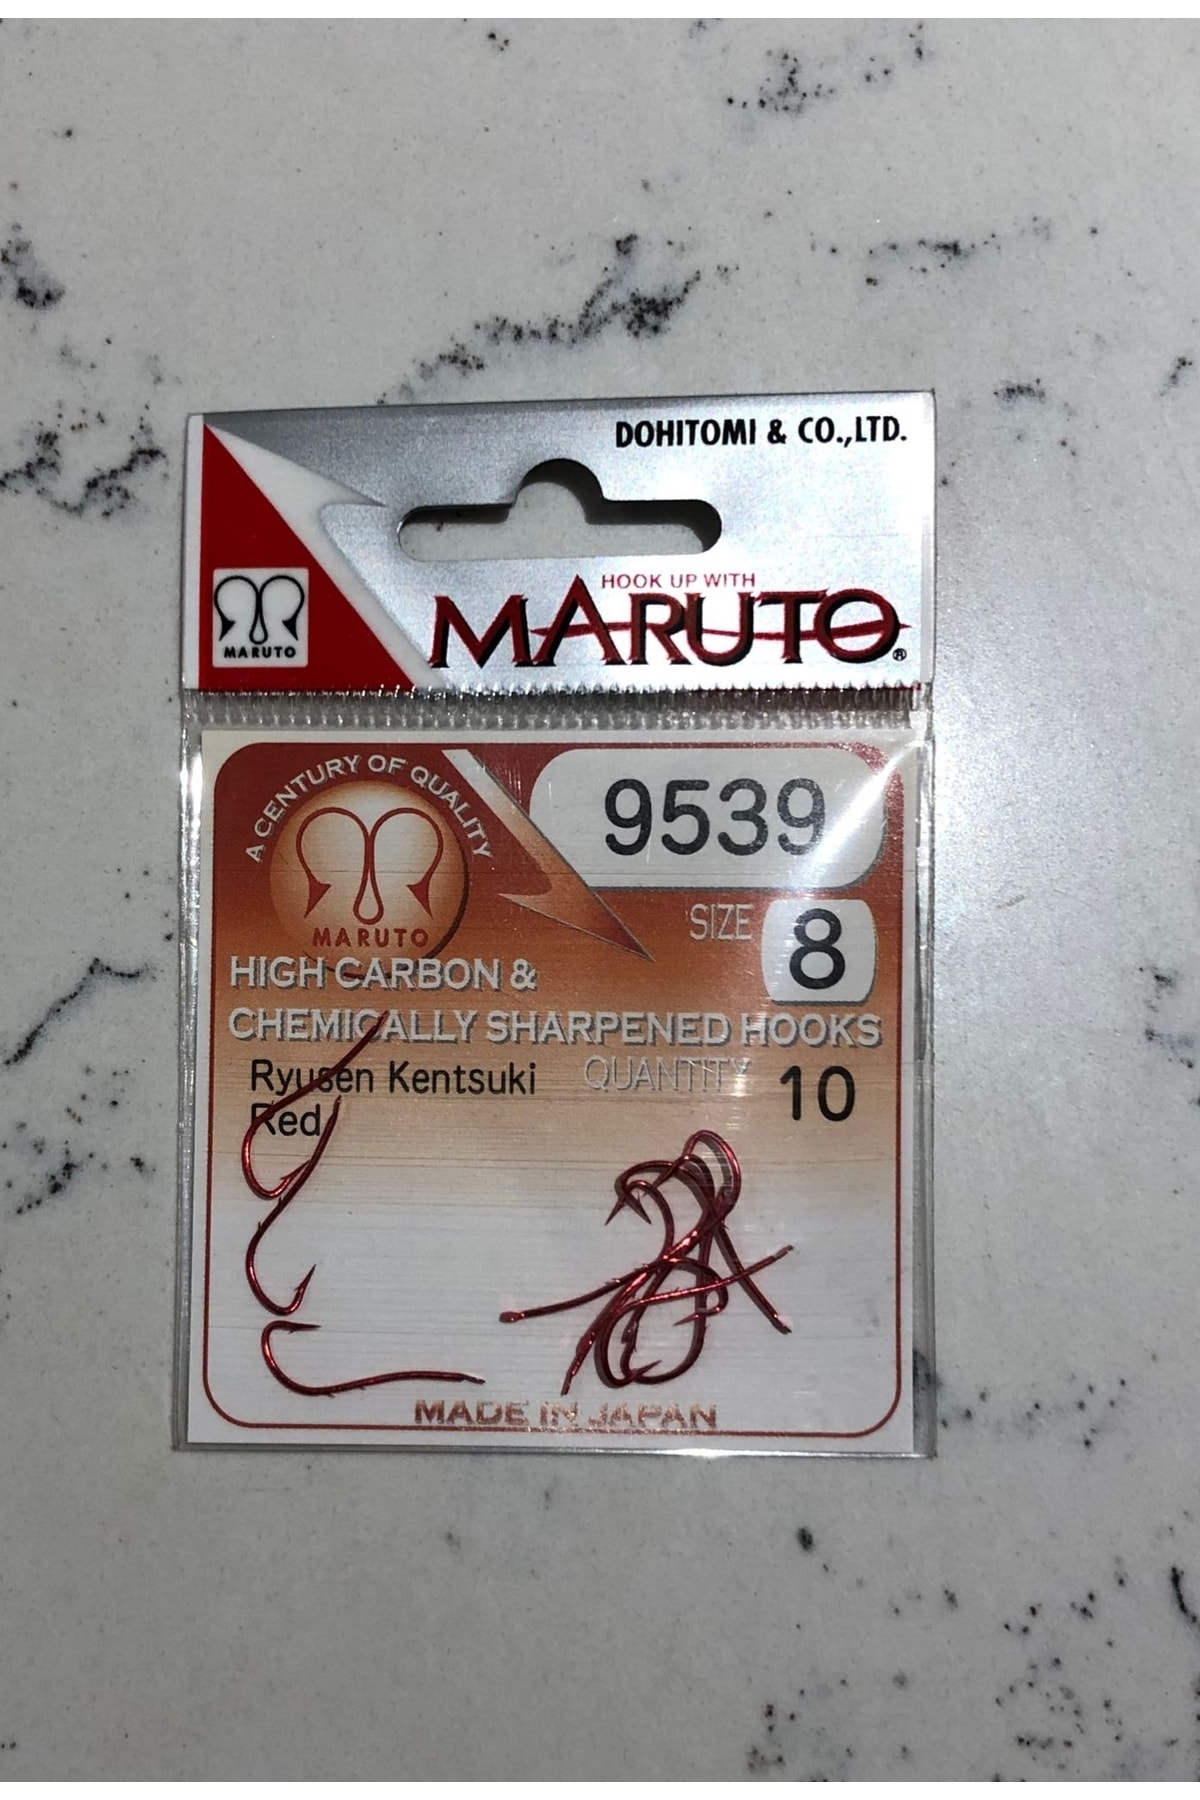 DOHITOMI & CO.,LTD.
HOOK UP WITH
MARUTO®
MARUTO
A CENTURY OF QUALITY
MARUTO
9539
SIZE 8
HIGH CARBON &
CHEMICALLY SHARPENED HOOKS
Ryusen Kentsuki
Red
QUANTITY 10
MADE IN JAPAN